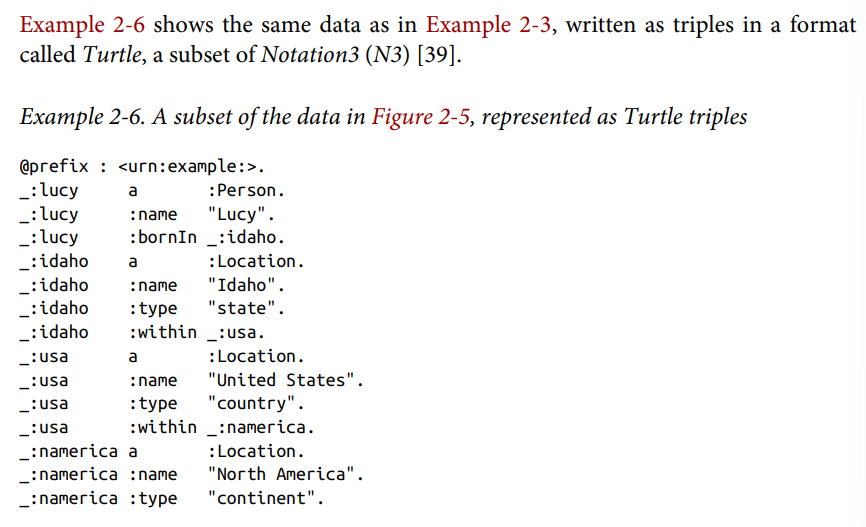 Example 2-6 shows the same data as in Example 2-3, written as triples in a format
called Turtle, a subset of Notation3 (N3) [39].
Example 2-6. A subset of the data in Figure 2-5, represented as Turtle triples
@prefix : <urn:example:>.
_:lucy     a       :Person.
_:lucy     :name   "Lucy".
_:lucy     :bornIn _:idaho.
_:idaho    a       :Location.
_:idaho    :name   "Idaho".
_:idaho    :type   "state".
_:idaho    :within _:usa.
_:usa      a       :Location.
_:usa      :name   "United States".
_:usa      :type   "country".
_:usa      :within _:namerica.
_:namerica a       :Location.
_:namerica :name   "North America".
_:namerica :type   "continent".